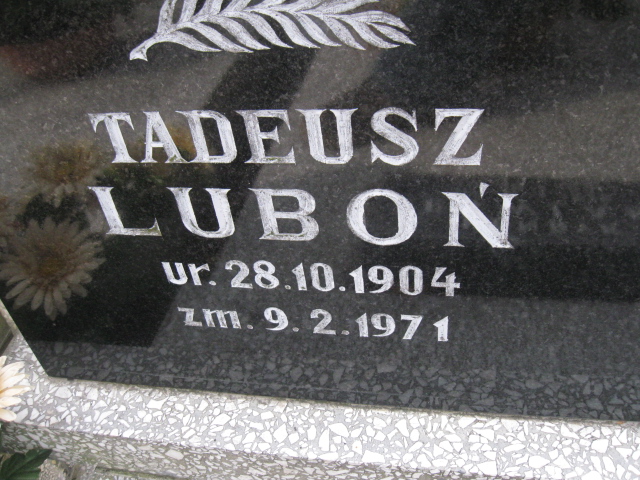 TADEUSZ
LUBOŃ
ur. 28.10.1904
zm. 9.2.1971